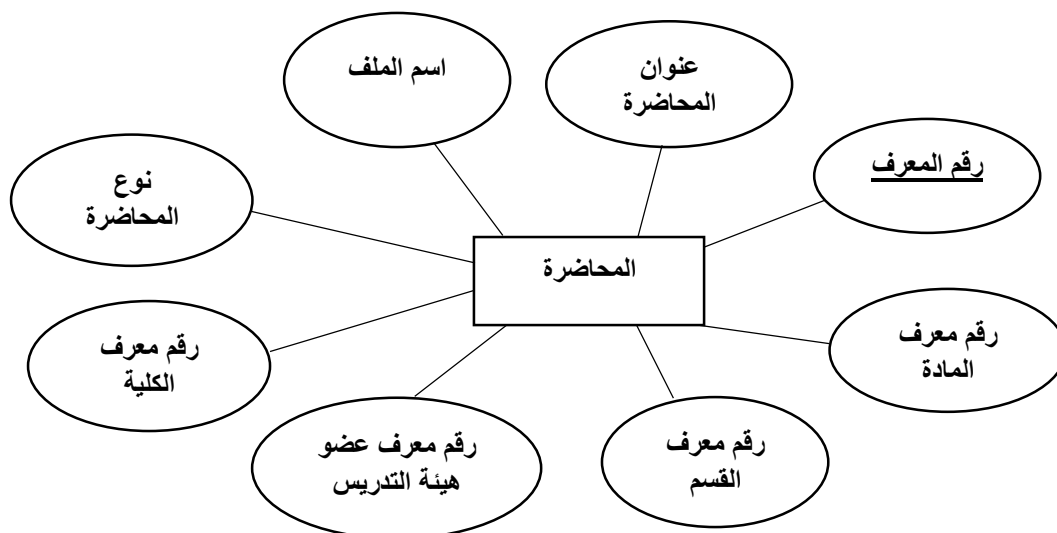 اسم الملف
عنوان
المحاضرة
رقم المعرف
نوع
المحاضرة
المحاضرة
رقم معرف
الكلية
رقم معرف
المادة
رقم معرف عضو
هيئة التدريس
رقم معرف
القسم